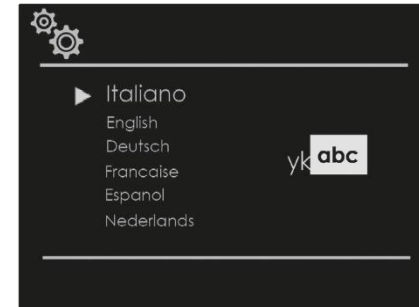 Italiano
English
Deutsch
Francaise
Espanol
Nederlands
yk abc